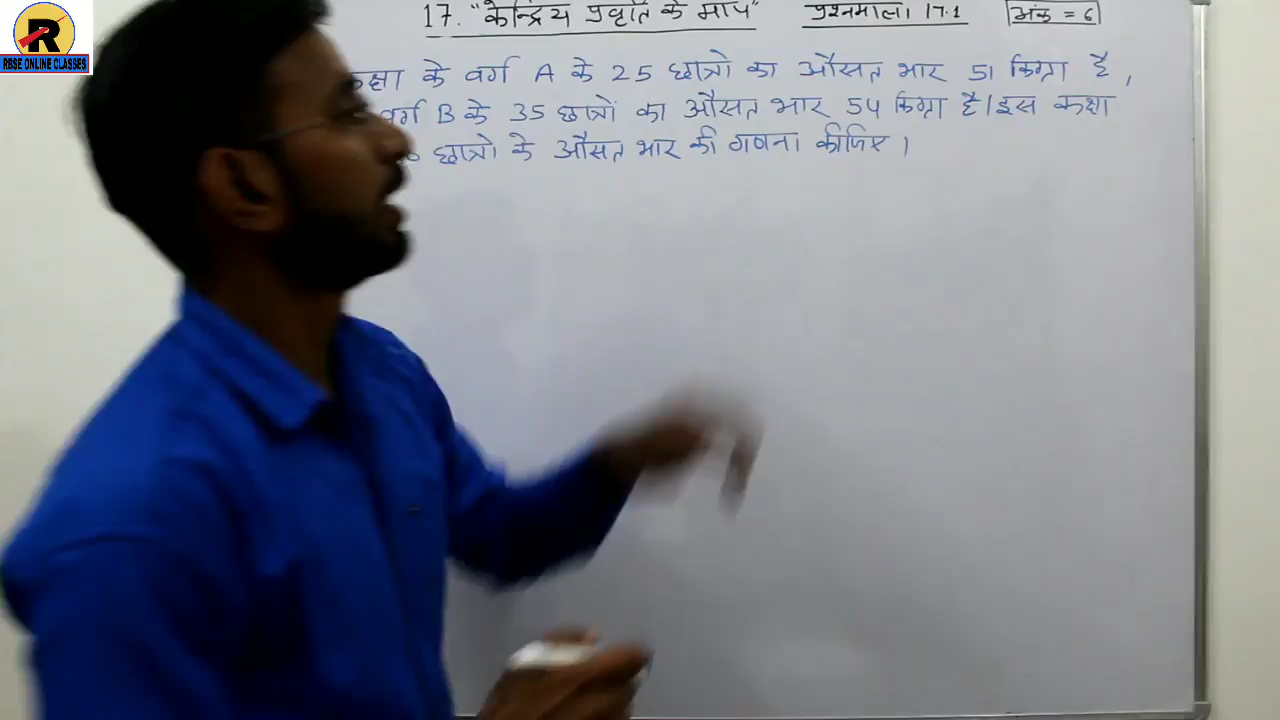 R
RBSE ONLINE CLASSES
17. "केन्द्रिय प्रवृति के माप" प्रश्नमाला 17.1 अंक = 6
कक्षा के वर्ग A के 25 छात्रो का औसत भार 51 किग्रा है,
वर्ग B के 35 छात्रों का औसत भार 54 किग्रा है। इस कक्षा
छात्रो के औसत भार की गणना कीजिए।